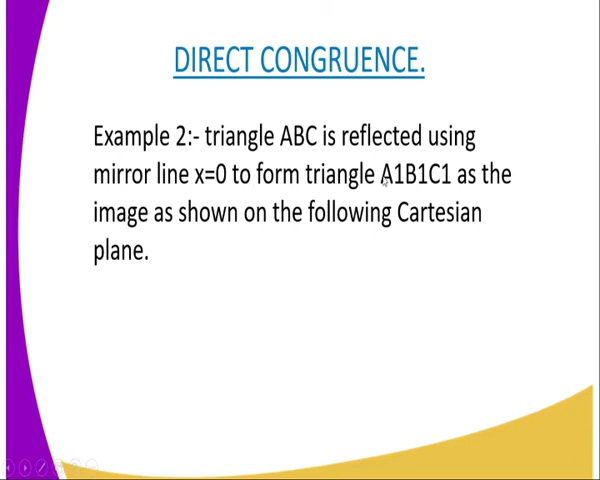 DIRECT CONGRUENCE.
Example 2:- triangle ABC is reflected using
mirror line x=0 to form triangle A1B1C1 as the
image as shown on the following Cartesian
plane.